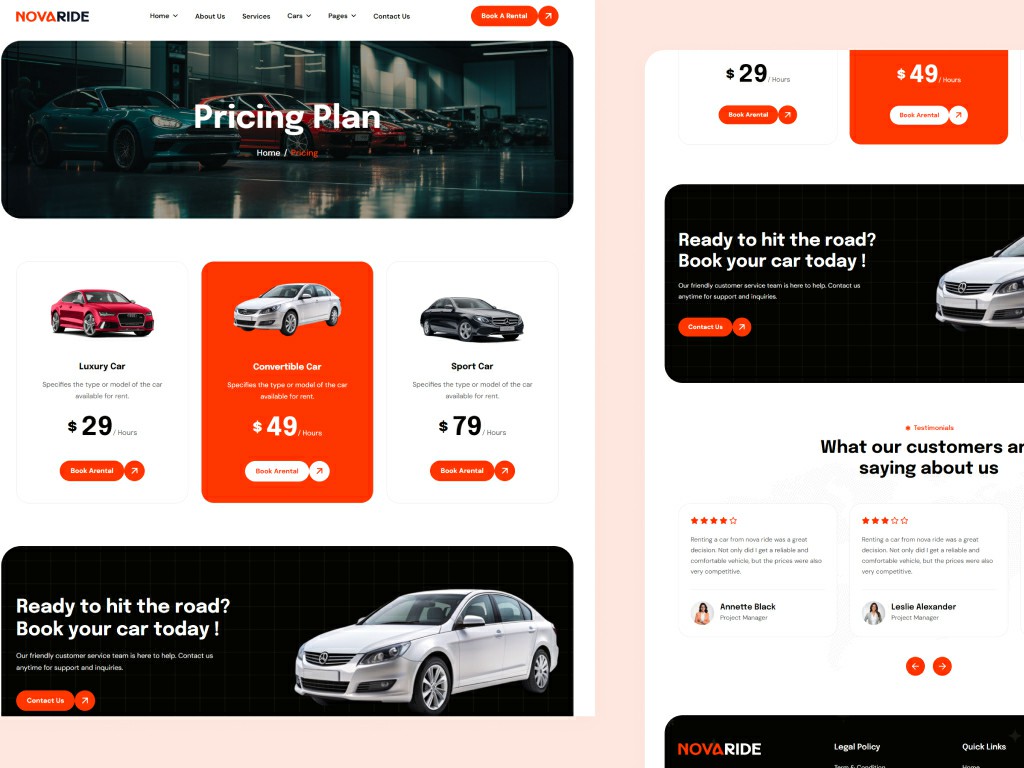 NOVARIDE
Home About Us Services Cars Pages Contact Us
Book A Rental
Pricing Plan
Home / Pricing
Luxury Car
Specifies the type or model of the car
available for rent.
$ 29 / Hours
Book Arental
Convertible Car
Specifies the type or model of the car
available for rent.
$ 49 / Hours
Book Arental
Sport Car
Specifies the type or model of the car
available for rent.
$ 79 / Hours
Book Arental
Ready to hit the road?
Book your car today !
Our friendly customer service team is here to help. Contact us
anytime for support and inquiries.
Contact Us
$ 29 / Hours
Book Arental
$ 49 / Hours
Book Arental
Ready to hit the road?
Book your car today !
Our friendly customer service team is here to help. Contact us
anytime for support and inquiries.
Contact Us
Testimonials
What our customers ar
saying about us
Renting a car from nova ride was a great
decision. Not only did I get a reliable and
comfortable vehicle, but the prices were also
very competitive.
Annette Black
Project Manager
Renting a car from nova ride was a great
decision. Not only did I get a reliable and
comfortable vehicle, but the prices were also
very competitive.
Leslie Alexander
Project Manager
NOVARIDE
Legal Policy
Term & Condition
Quick Links
Home